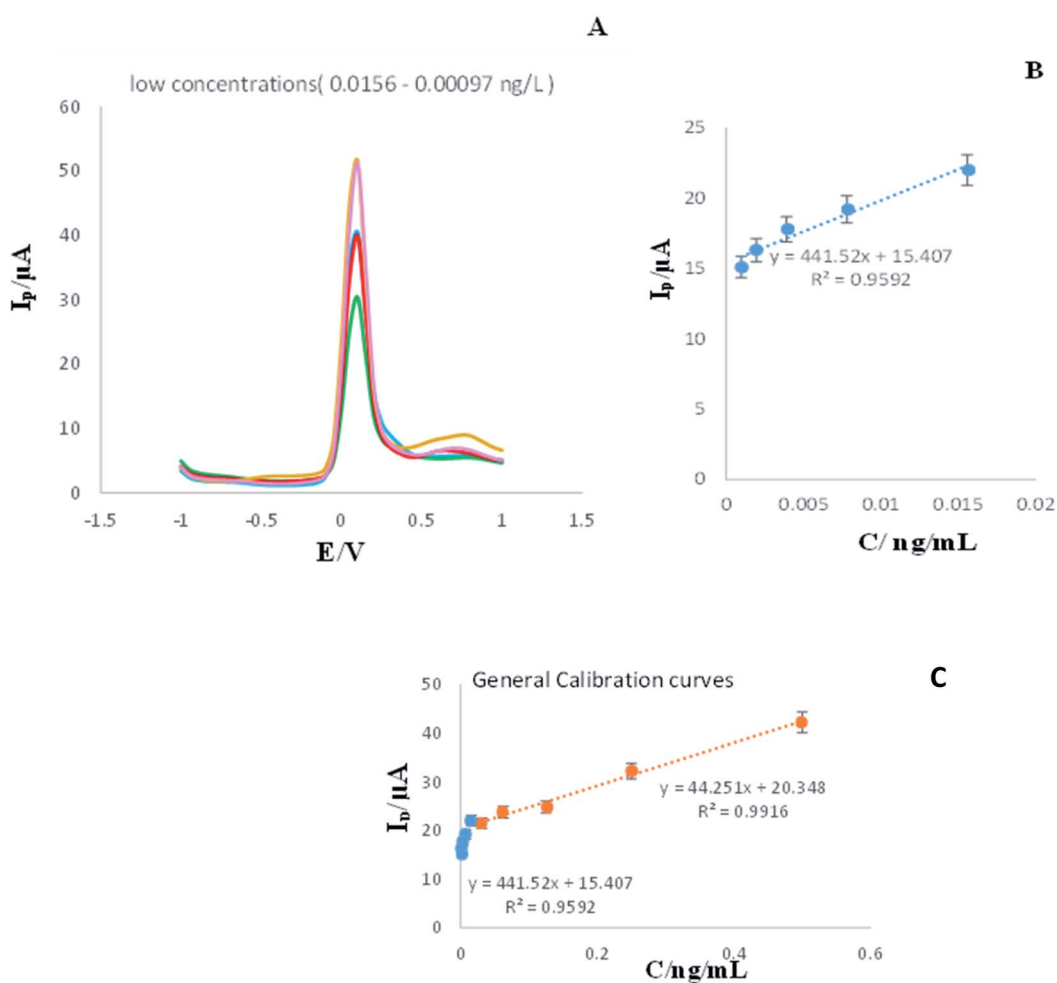 A
low concentrations( 0.0156 - 0.00097 ng/L )
60
50
40
30
20
10
0
-1.5
-1
-0.5
0
0.5
1
1.5
Ip/µA
E/V
B
25
20
15
10
5
0
0
0.005
0.01
0.015
0.02
y = 441.52x + 15.407
R² = 0.9592
Ip/µA
C/ ng/mL
C
General Calibration curves
50
40
30
20
10
0
0
0.2
0.4
0.6
y = 44.251x + 20.348
R² = 0.9916
y = 441.52x + 15.407
R² = 0.9592
Ip/µA
C/ng/mL